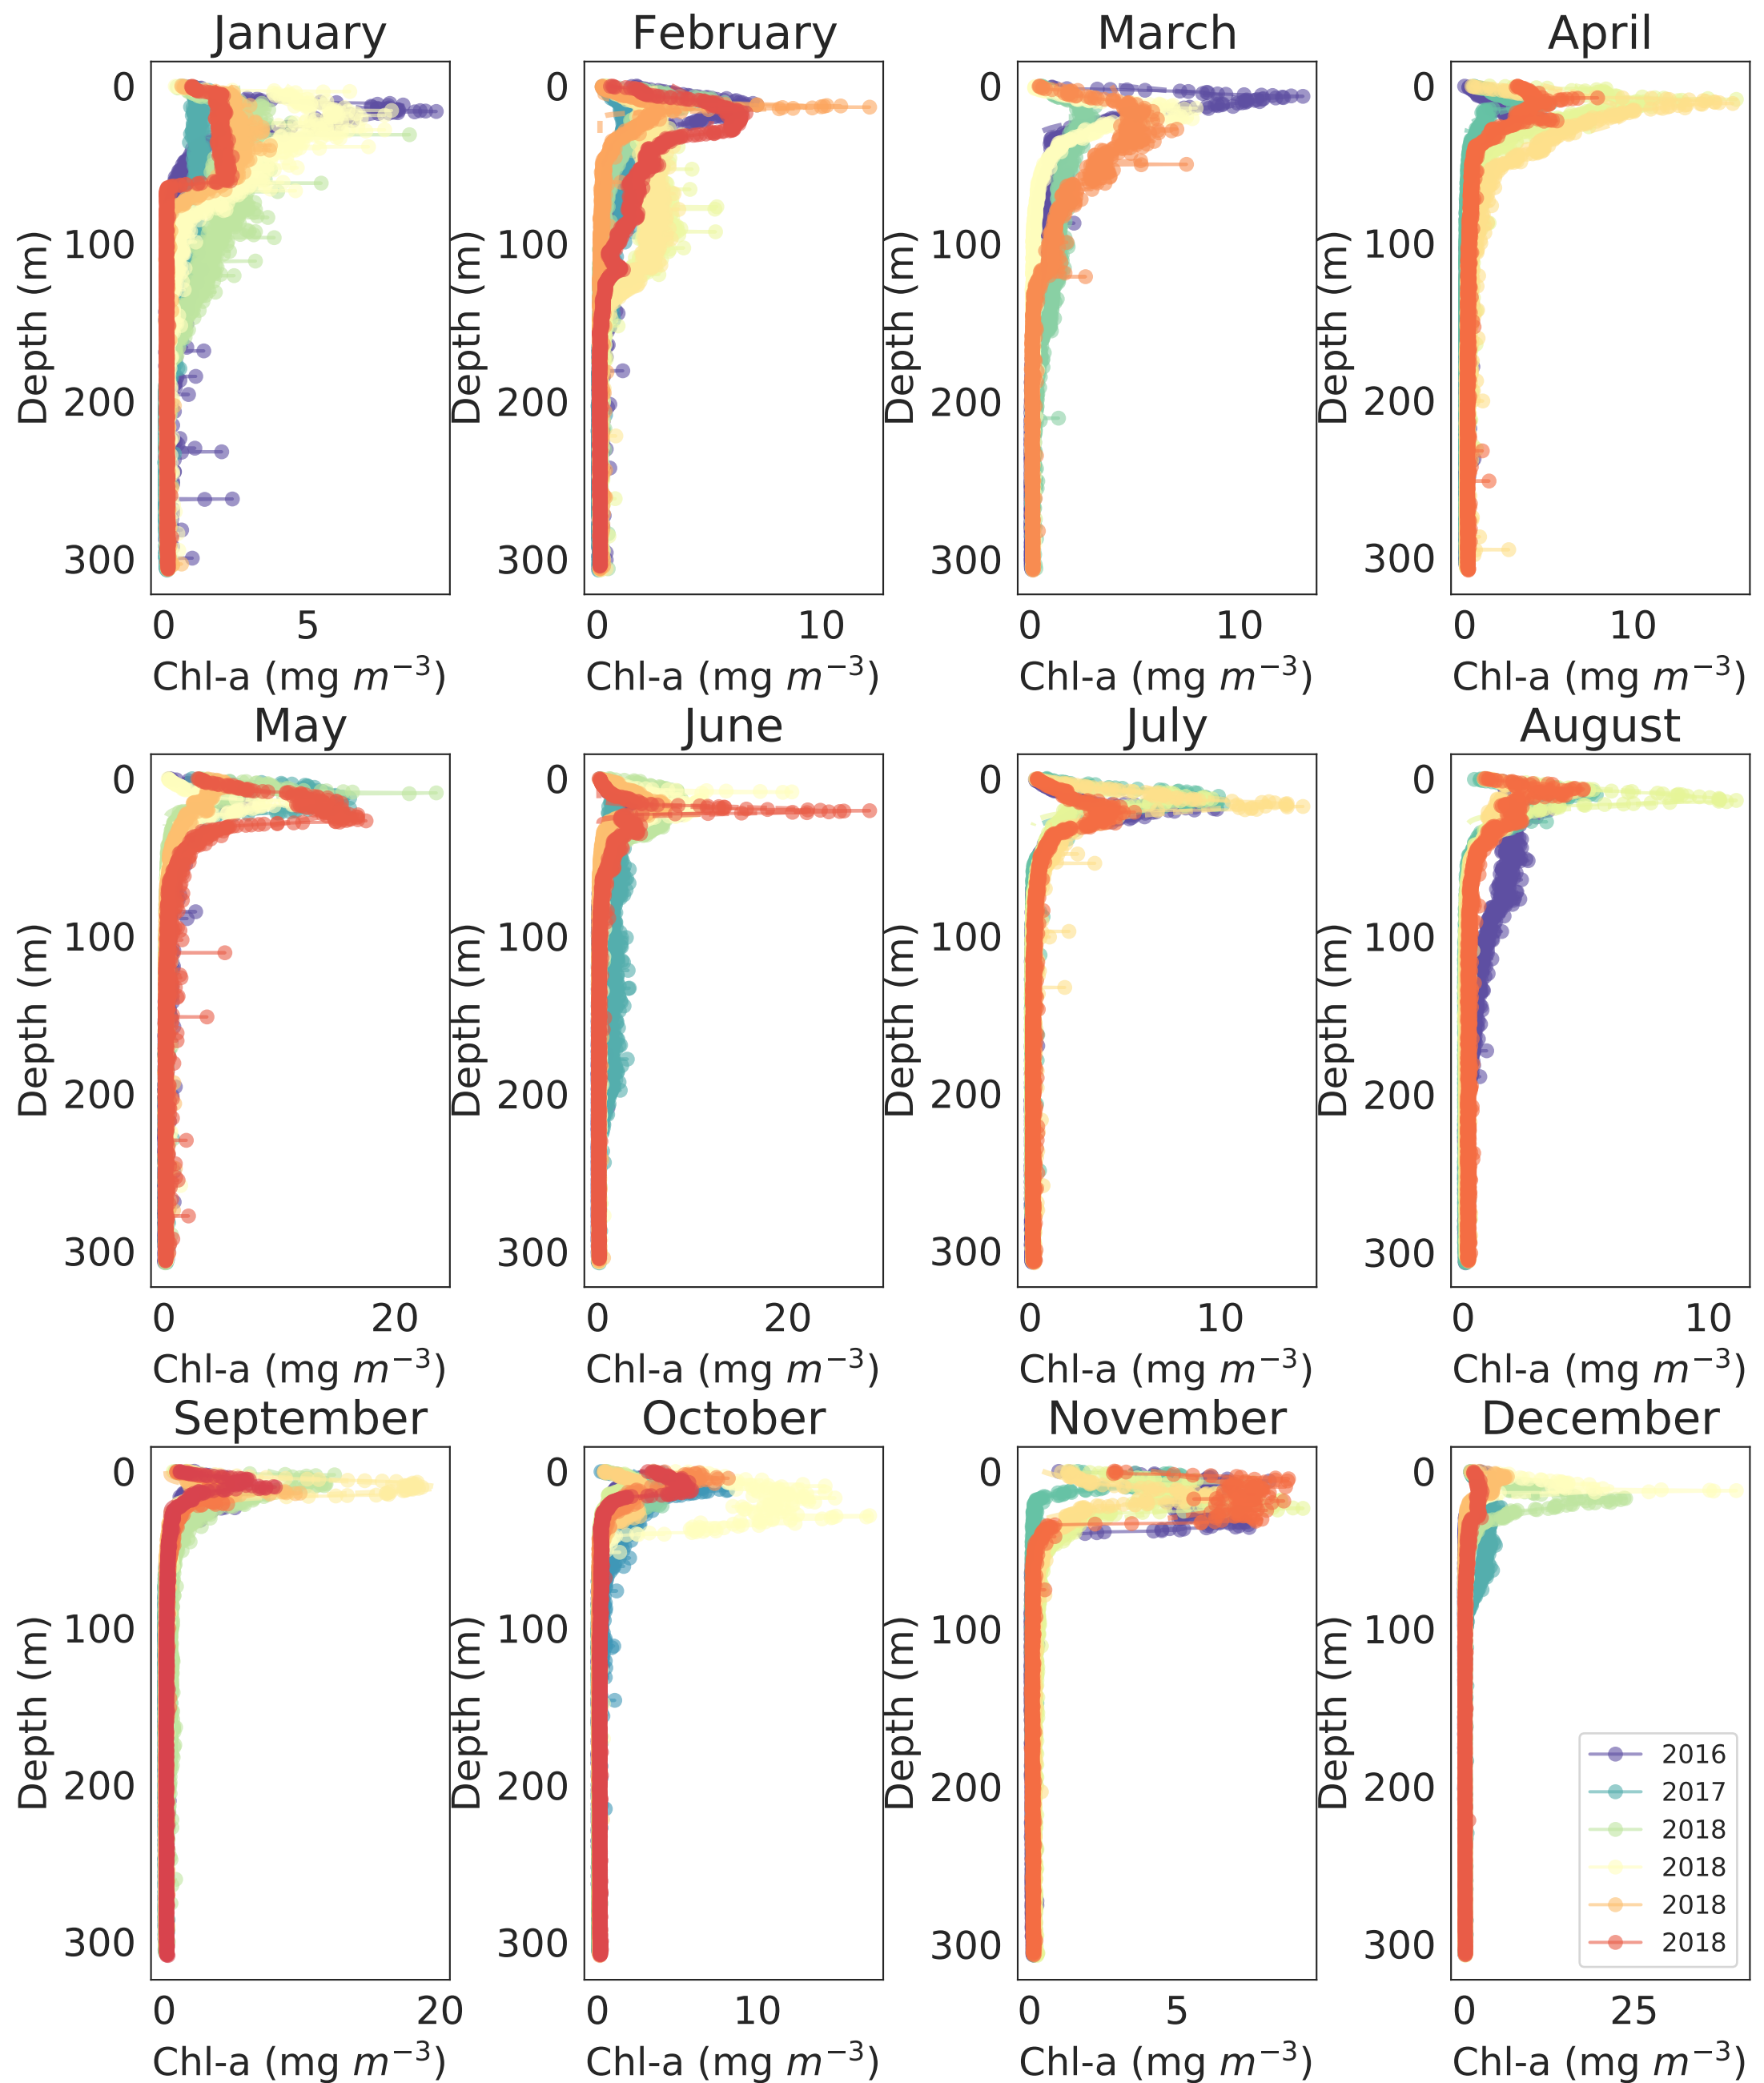 January February March April
0 0 0 0
100 100 100 100
200 200 200 200
300 300 300 300
Depth (m) Depth (m) Depth (m) Depth (m)
0 5 0 10 0 10 0 10
Chl-a (mg m−3) Chl-a (mg m−3) Chl-a (mg m−3) Chl-a (mg m−3)
May June July August
0 0 0 0
100 100 100 100
200 200 200 200
300 300 300 300
Depth (m) Depth (m) Depth (m) Depth (m)
0 20 0 20 0 10 0 10
Chl-a (mg m−3) Chl-a (mg m−3) Chl-a (mg m−3) Chl-a (mg m−3)
September October November December
0 0 0 0
100 100 100 100
200 200 200 200
300 300 300 300
Depth (m) Depth (m) Depth (m) Depth (m)
2016
2017
2018
2018
2018
2018
0 20 0 10 0 5 0 25
Chl-a (mg m−3) Chl-a (mg m−3) Chl-a (mg m−3) Chl-a (mg m−3)